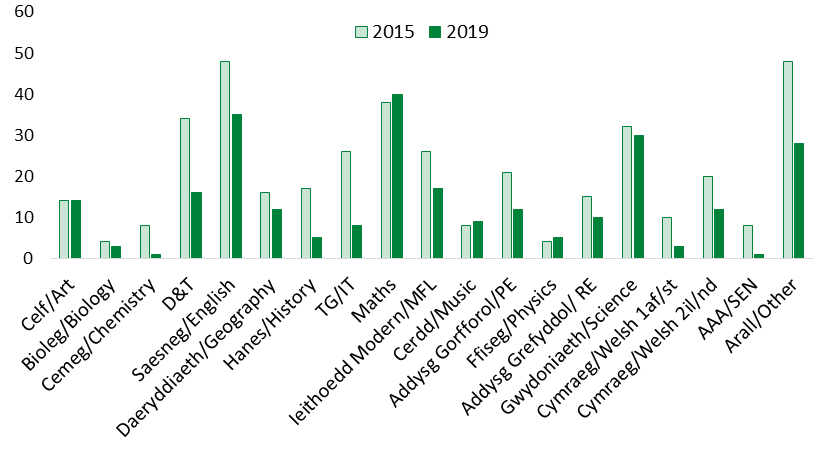 60
50
40
30
20
10
0
2015 2019
Celf/Art
Bioleg/Biology
Cemeg/Chemistry
D&T
Saesneg/English
Daeryddiaeth/Geography
Hanes/History
TG/IT
Maths
Ieithoedd Modern/MFL
Cerdd/Music
Addysg Gorfforol/PE
Ffiseg/Physics
Addysg Grefyddol/ RE
Gwydoniaeth/Science
Cymraeg/Welsh 1af/st
Cymraeg/Welsh 2il/nd
AAA/SEN
Arall/Other